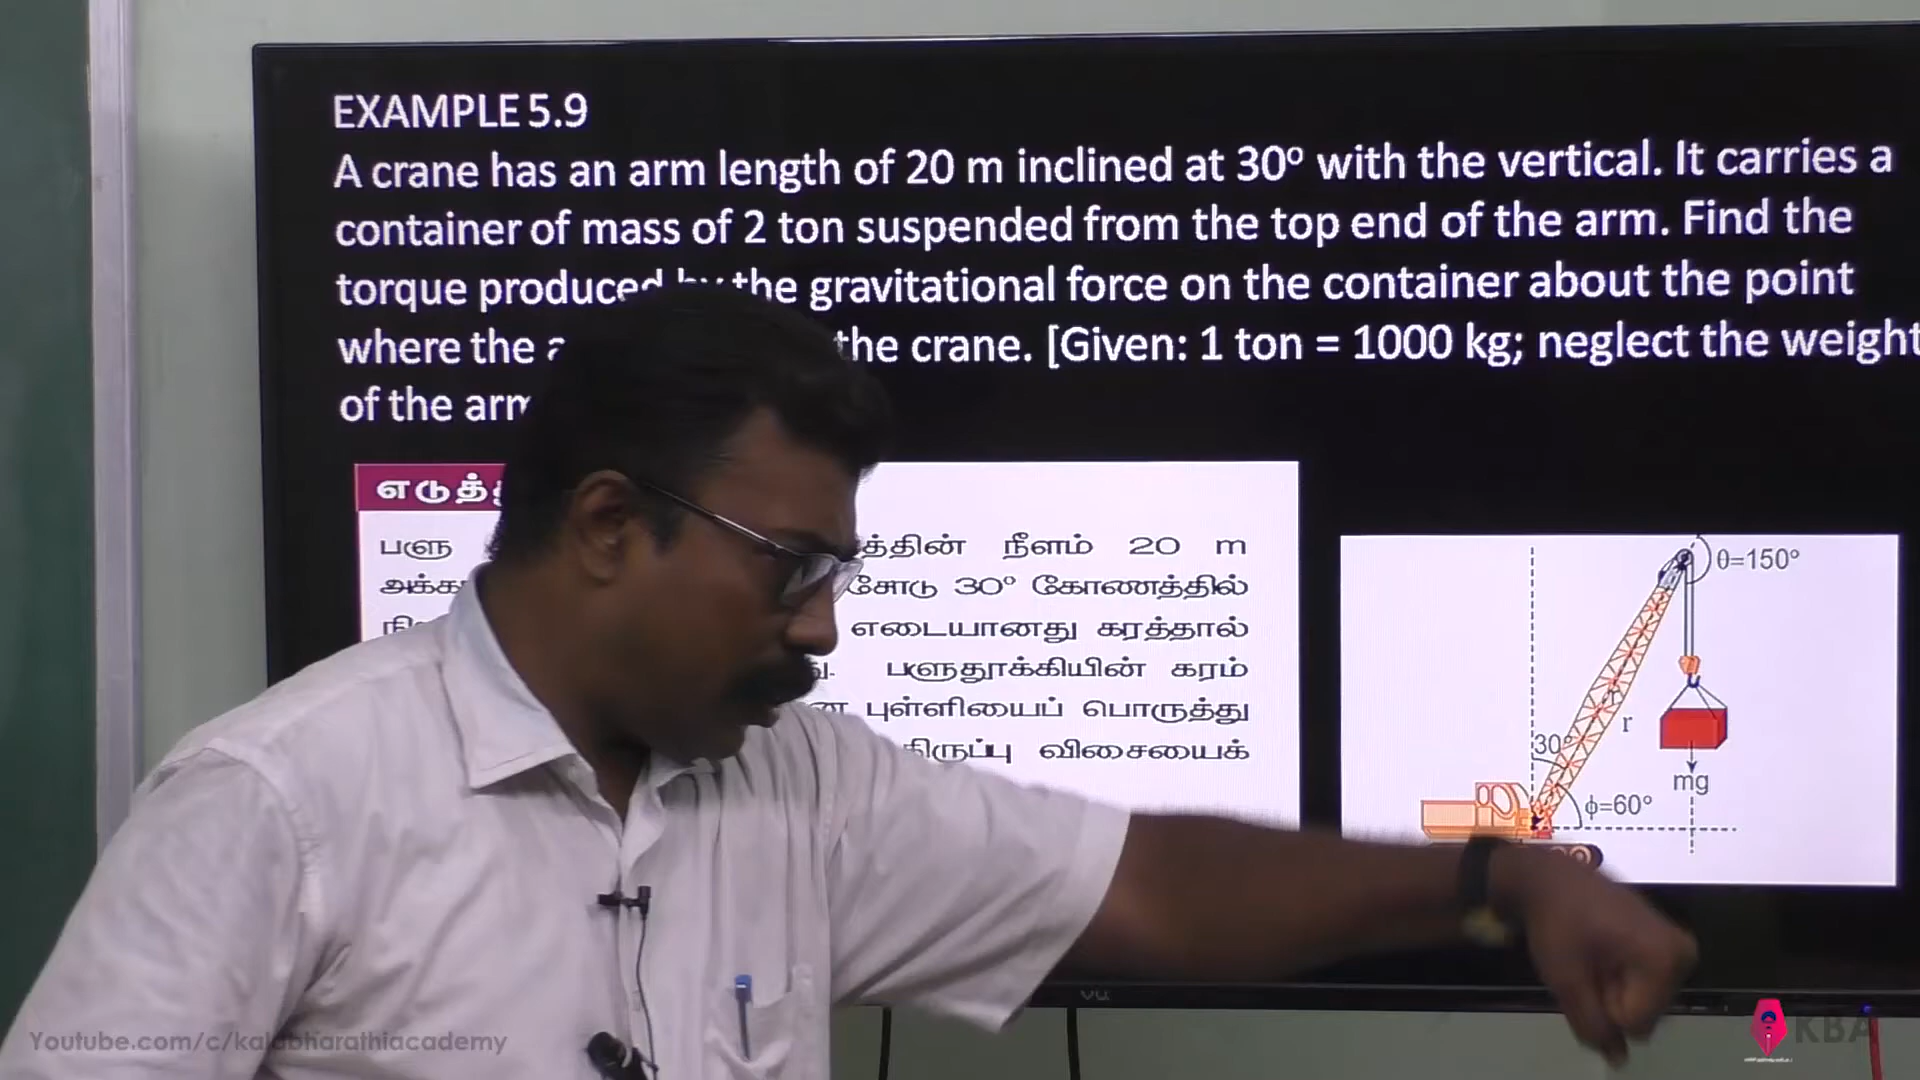 EXAMPLE 5.9
A crane has an arm length of 20 m inclined at 30° with the vertical. It carries a
container of mass of 2 ton suspended from the top end of the arm. Find the
torque produced by the gravitational force on the container about the point
where the the crane. [Given: 1 ton = 1000 kg; neglect the weight
of the arm
பளு நீளம் 20 m
30° கோணத்தில்
எடையானது கரத்தால்
பளுதூக்கியின் கரம்
புள்ளியைப் பொருத்து
விசையைக்
θ=150°
r
30°
mg
ϕ=60°
VU
Youtube.com/c/kalabharathiacademy
KBA